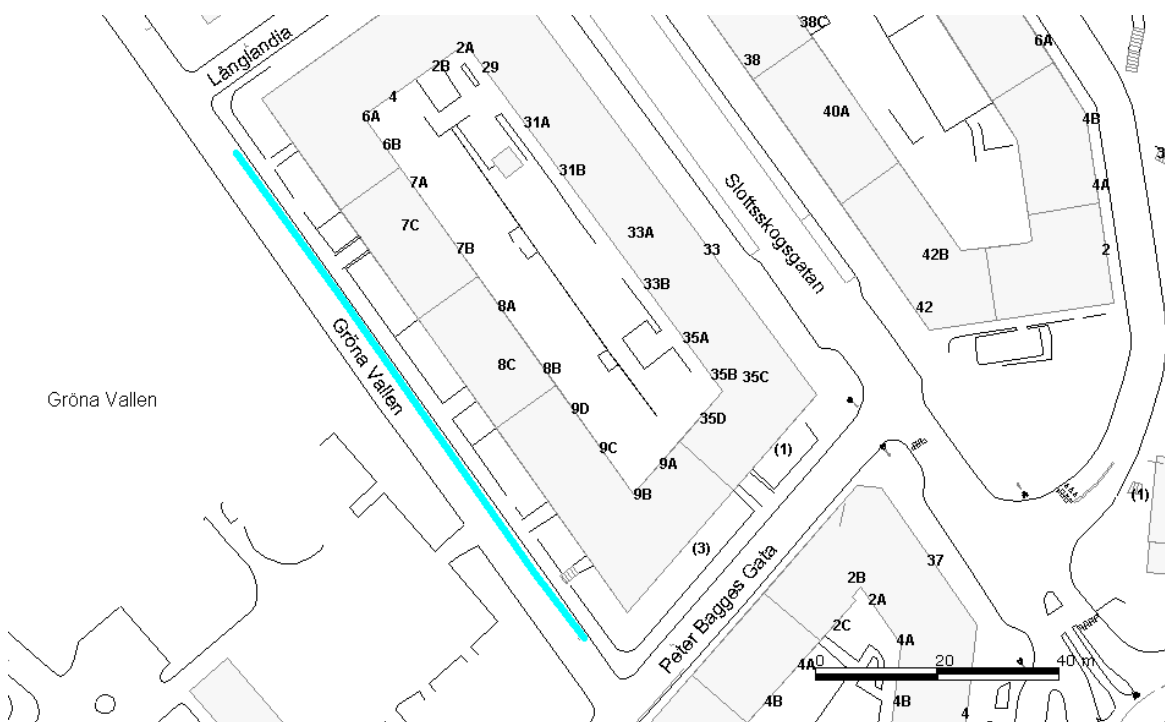 38C
6A
Långlandia
2A
2B
29
38
4
40A
6A
31A
4B
6B
3
31B
7A
4A
Slottsskogsgatan
7C
33A
7B
33
2
42B
33B
8A
42
Gröna Vallen
35A
8C
8B
35B
35C
Gröna Vallen
9D
35D
9C
(1)
9A
9B
(1)
(3)
Peter Bagges Gata
37
2B
2A
2C
4A
4A
0
20
40 m
4B
4B
4